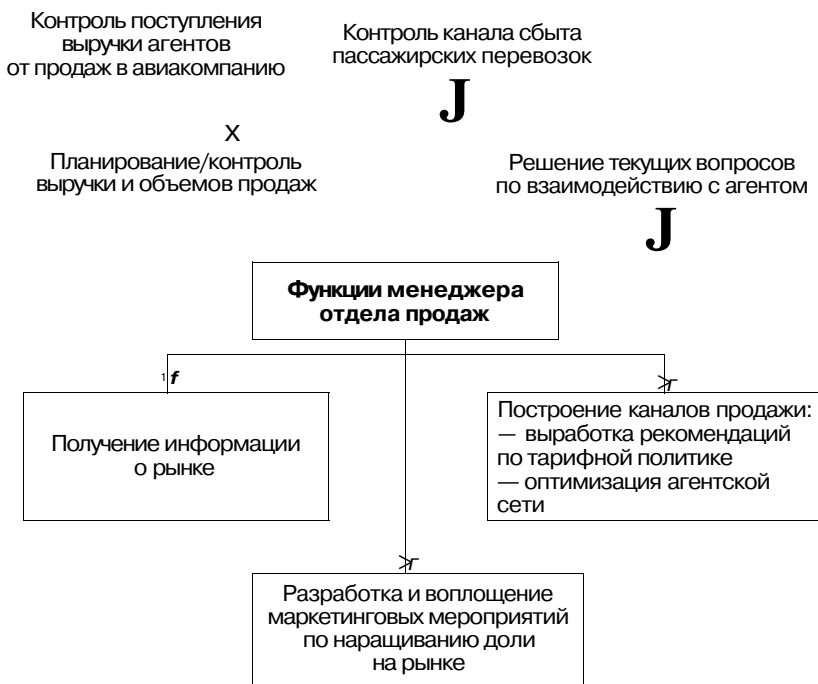 Контроль поступления
выручки агентов
от продаж в авиакомпанию
Контроль канала сбыта
пассажирских перевозок
J
X
Планирование/контроль
выручки и объемов продаж
Решение текущих вопросов
по взаимодействию с агентом
J
Функции менеджера
отдела продаж
1 f
>г
Получение информации
о рынке
Построение каналов продажи:
— выработка рекомендаций
по тарифной политике
— оптимизация агентской
сети
>г
Разработка и воплощение
маркетинговых мероприятий
по наращиванию доли
на рынке